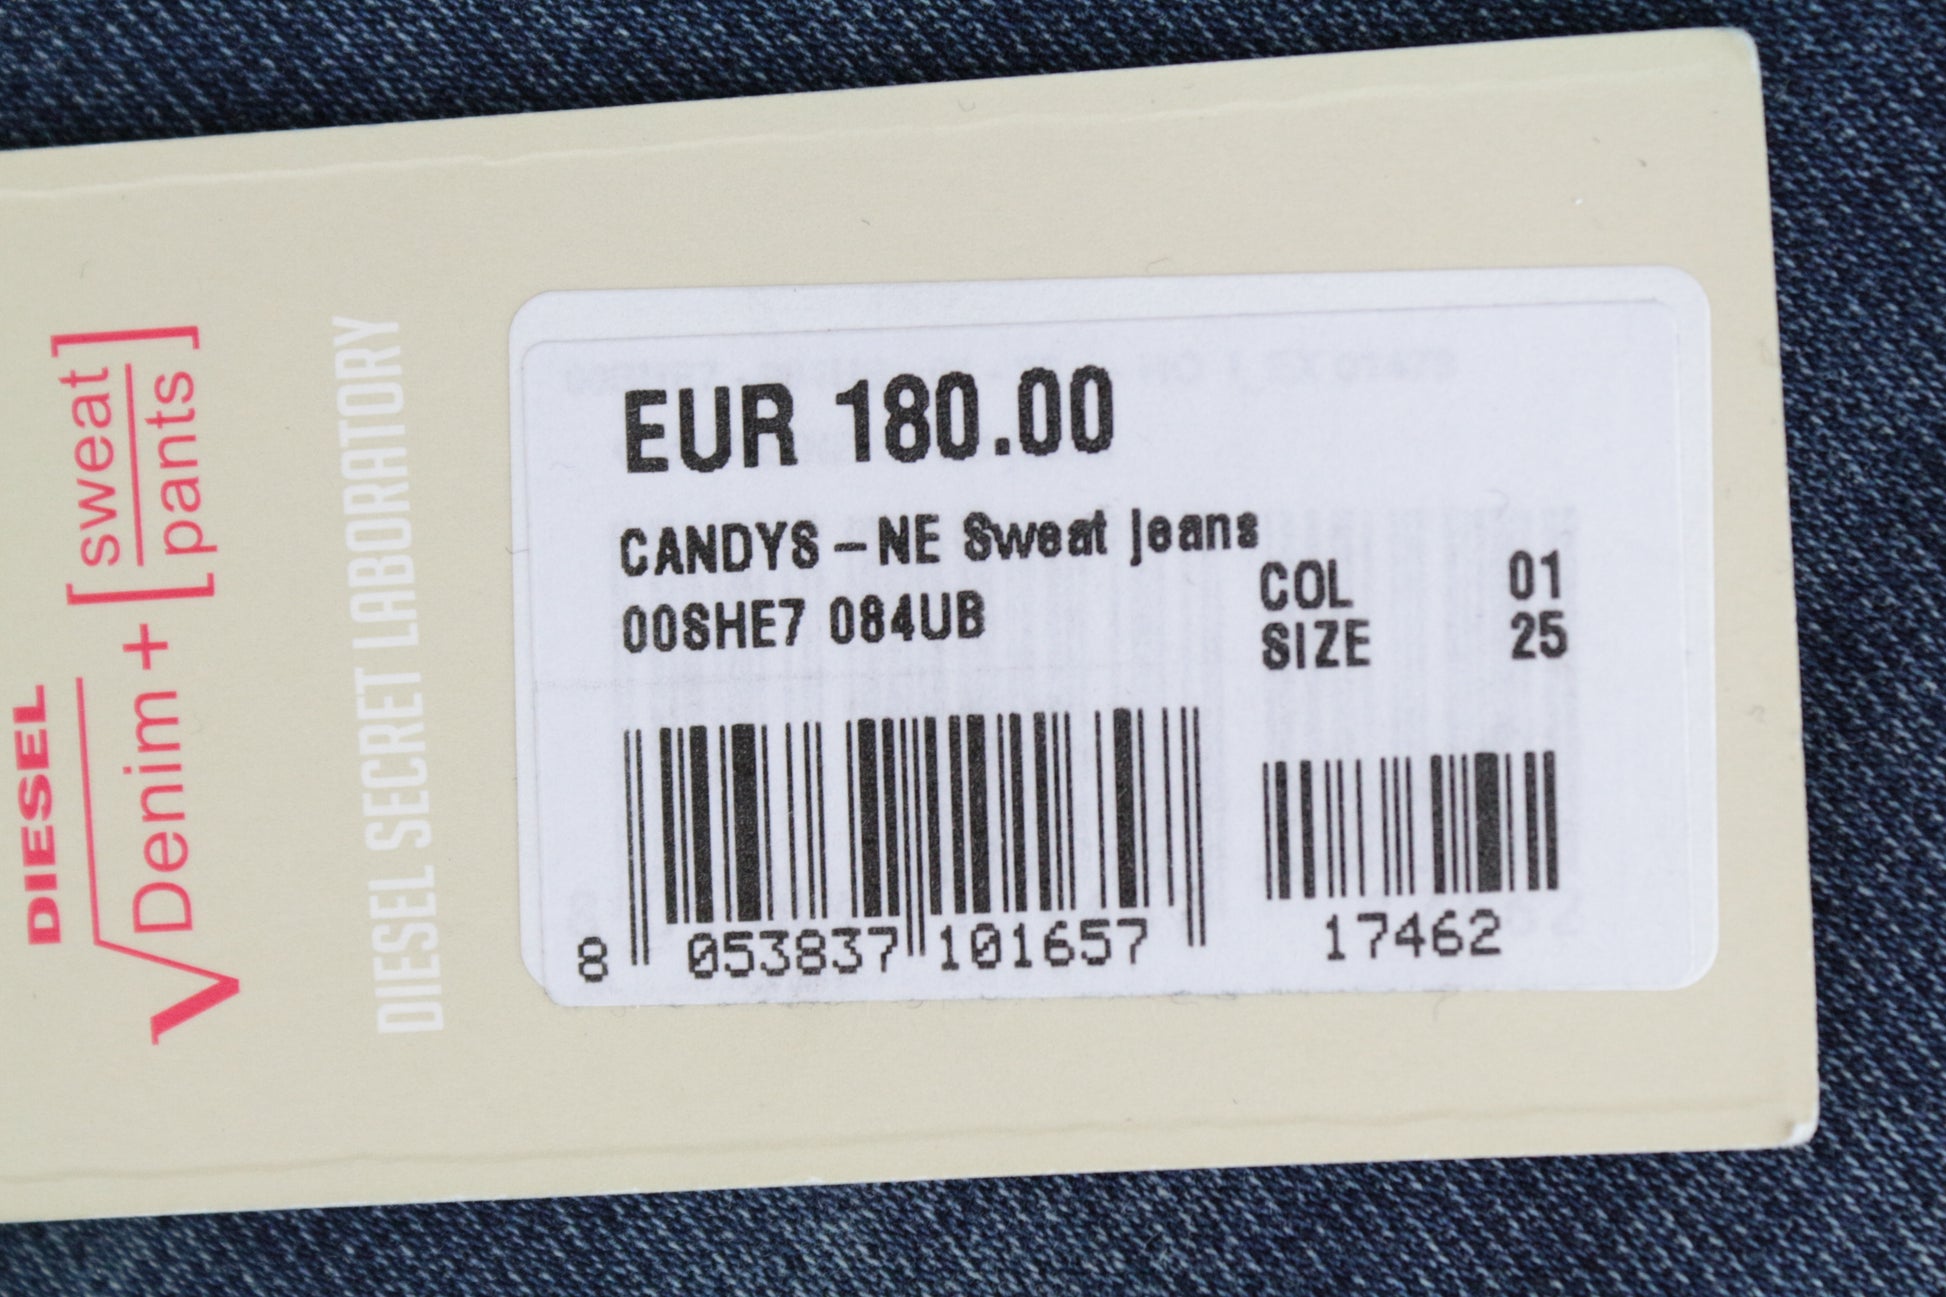 DIESEL
√Denim + [sweat
pants]
DIESEL SECRET LABORATORY
EUR 180.00
CANDYS-NE Sweat jeans
00SHE7 084UB
COL 01
SIZE 25
8 053837 101657
17462